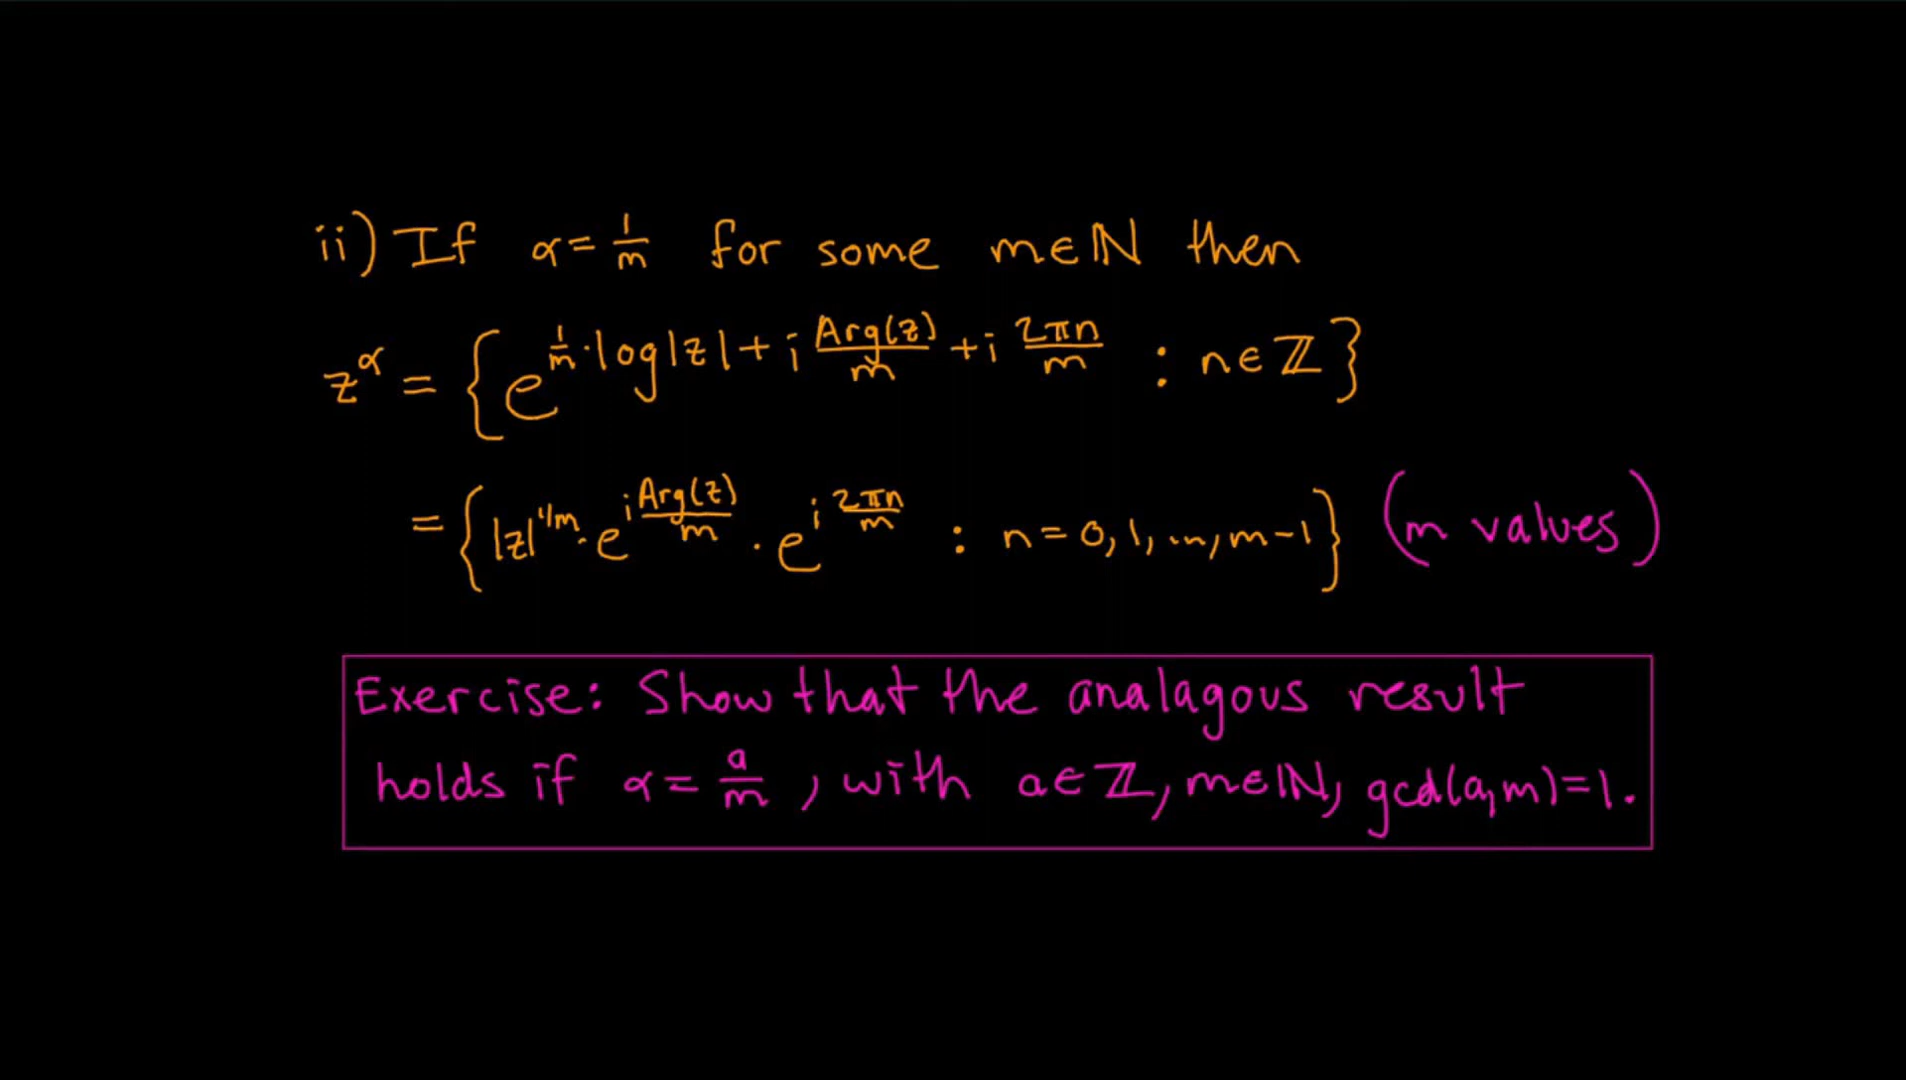 ii) If α = 1/m for some m∈ℕ then
z^α = { e^{1/m · log|z| + i Arg(z)/m + i 2πn/m} : n∈ℤ }
= { |z|^{1/m} · e^{i Arg(z)/m} · e^{i 2πn/m} : n = 0, 1, ..., m-1 } (m values)
Exercise: Show that the analagous result
holds if α = a/m , with a∈ℤ, m∈ℕ, gcd(a,m)=1.